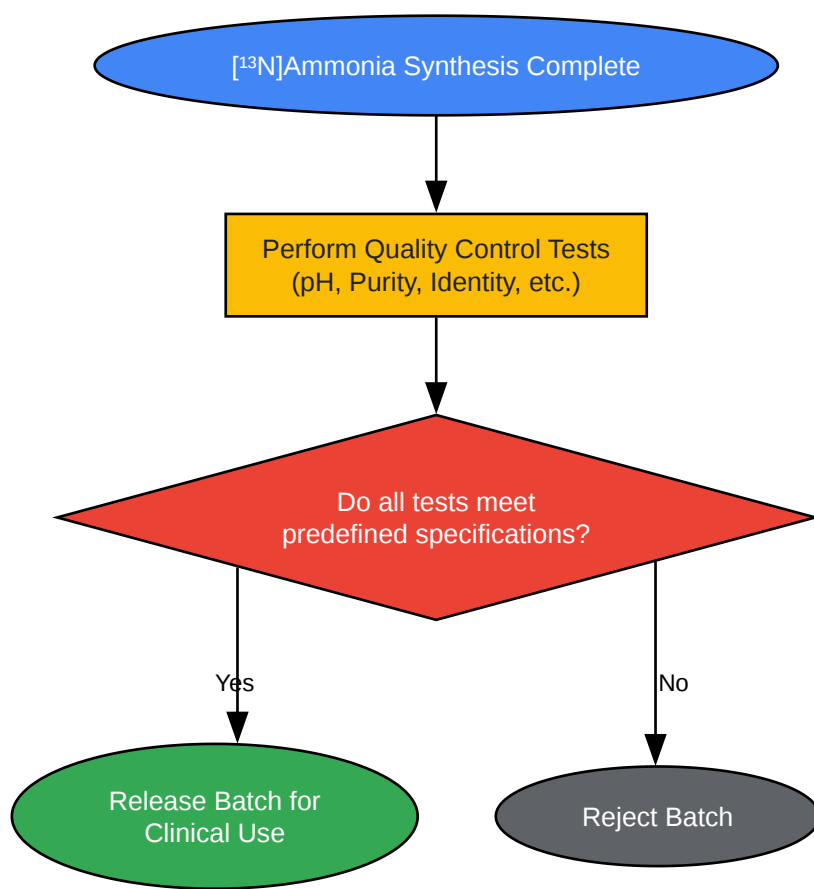 [¹³N]Ammonia Synthesis Complete
Perform Quality Control Tests
(pH, Purity, Identity, etc.)
Do all tests meet
predefined specifications?
Yes
No
Release Batch for
Clinical Use
Reject Batch